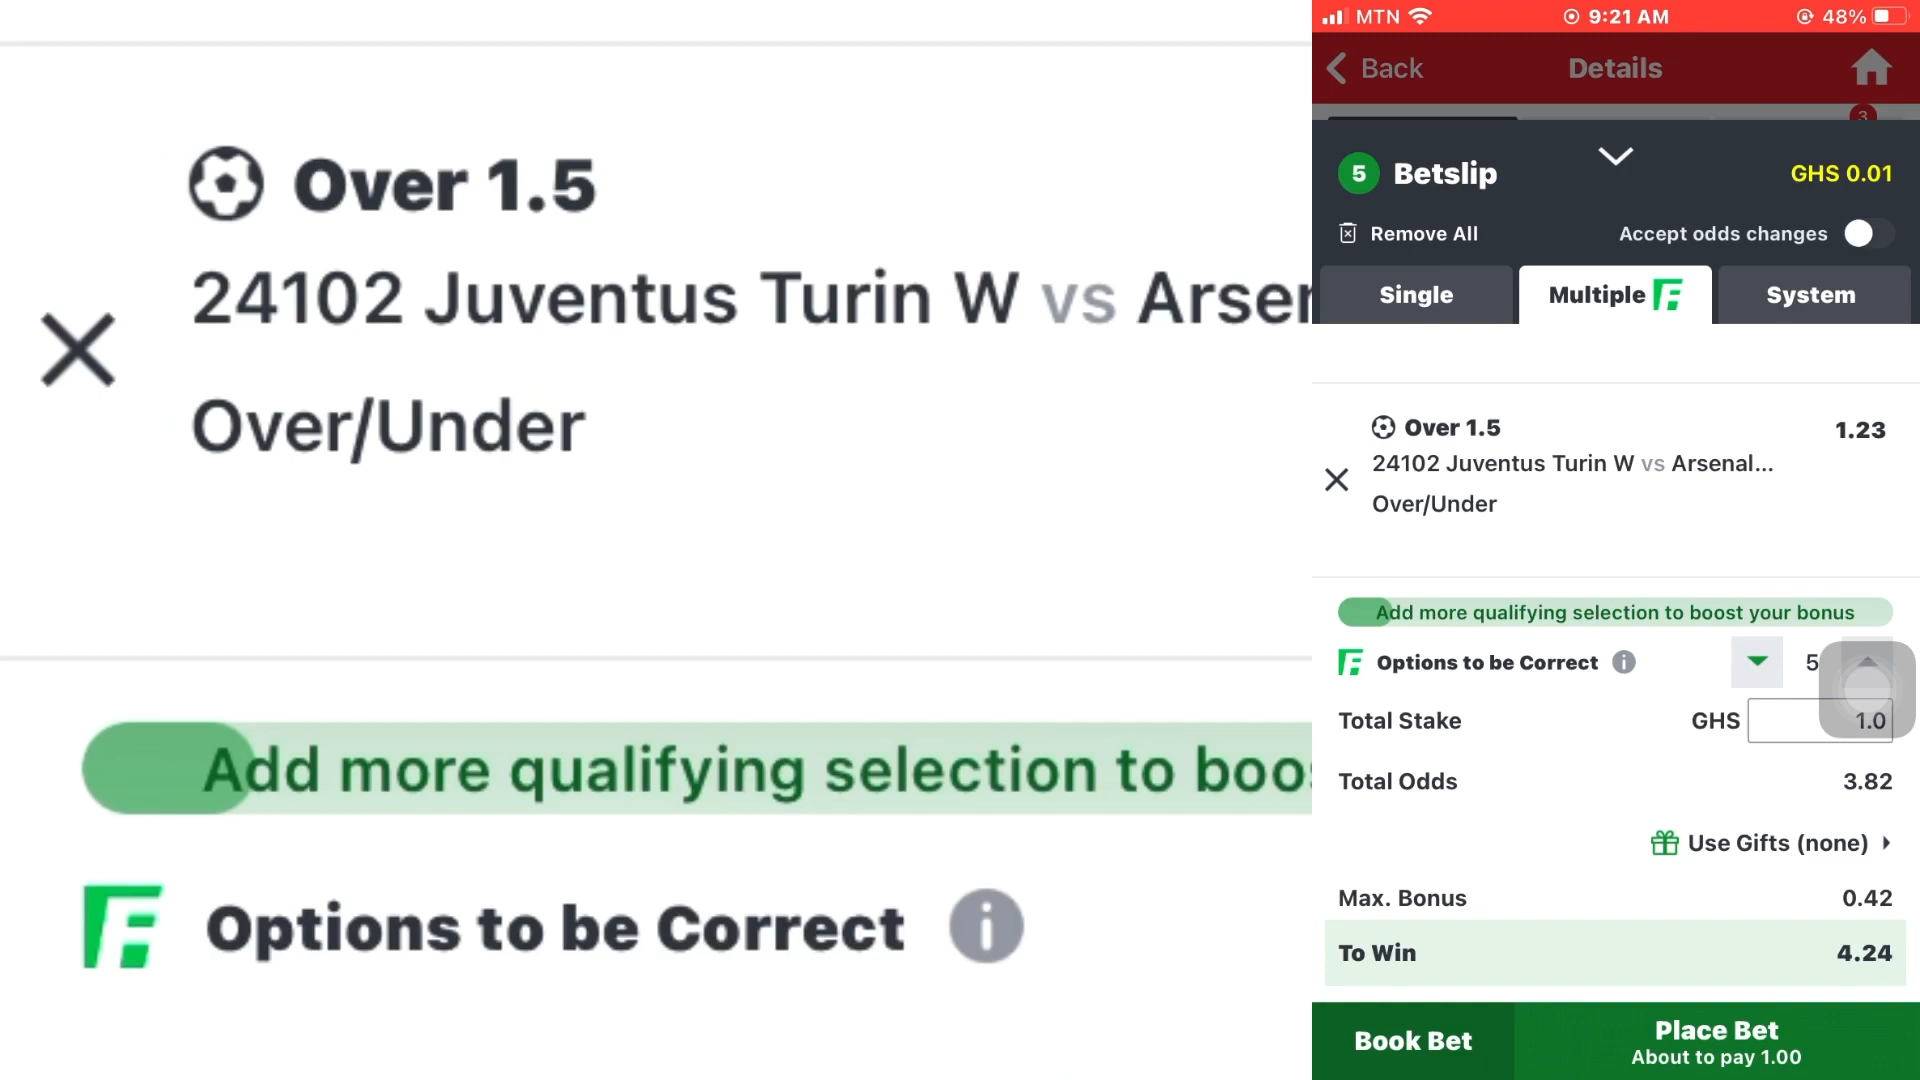 Over 1.5
24102 Juventus Turin W vs Arser
Over/Under
Add more qualifying selection to boos
Options to be Correct
MTN 9:21 AM 48%
Back Details
3
5 Betslip GHS 0.01
Remove All Accept odds changes
Single Multiple System
Over 1.5 1.23
24102 Juventus Turin W vs Arsenal...
Over/Under
Add more qualifying selection to boost your bonus
Options to be Correct 5
Total Stake GHS 1.0
Total Odds 3.82
Use Gifts (none)
Max. Bonus 0.42
To Win 4.24
Book Bet Place Bet
About to pay 1.00